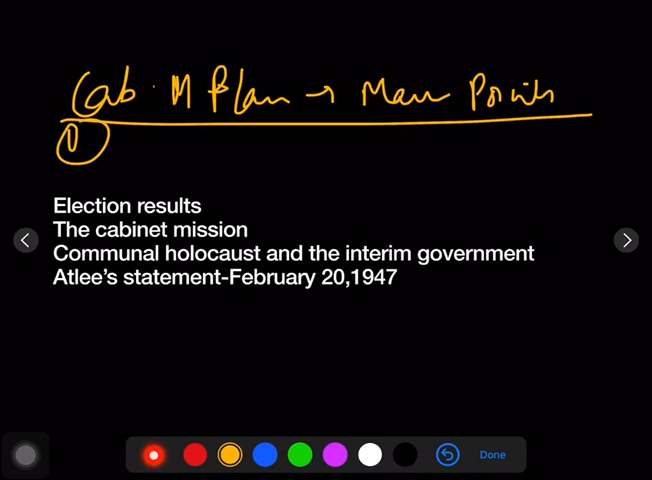 Cab. M Plan → Main Points
①
Election results
The cabinet mission
Communal holocaust and the interim government
Atlee's statement-February 20,1947
Done